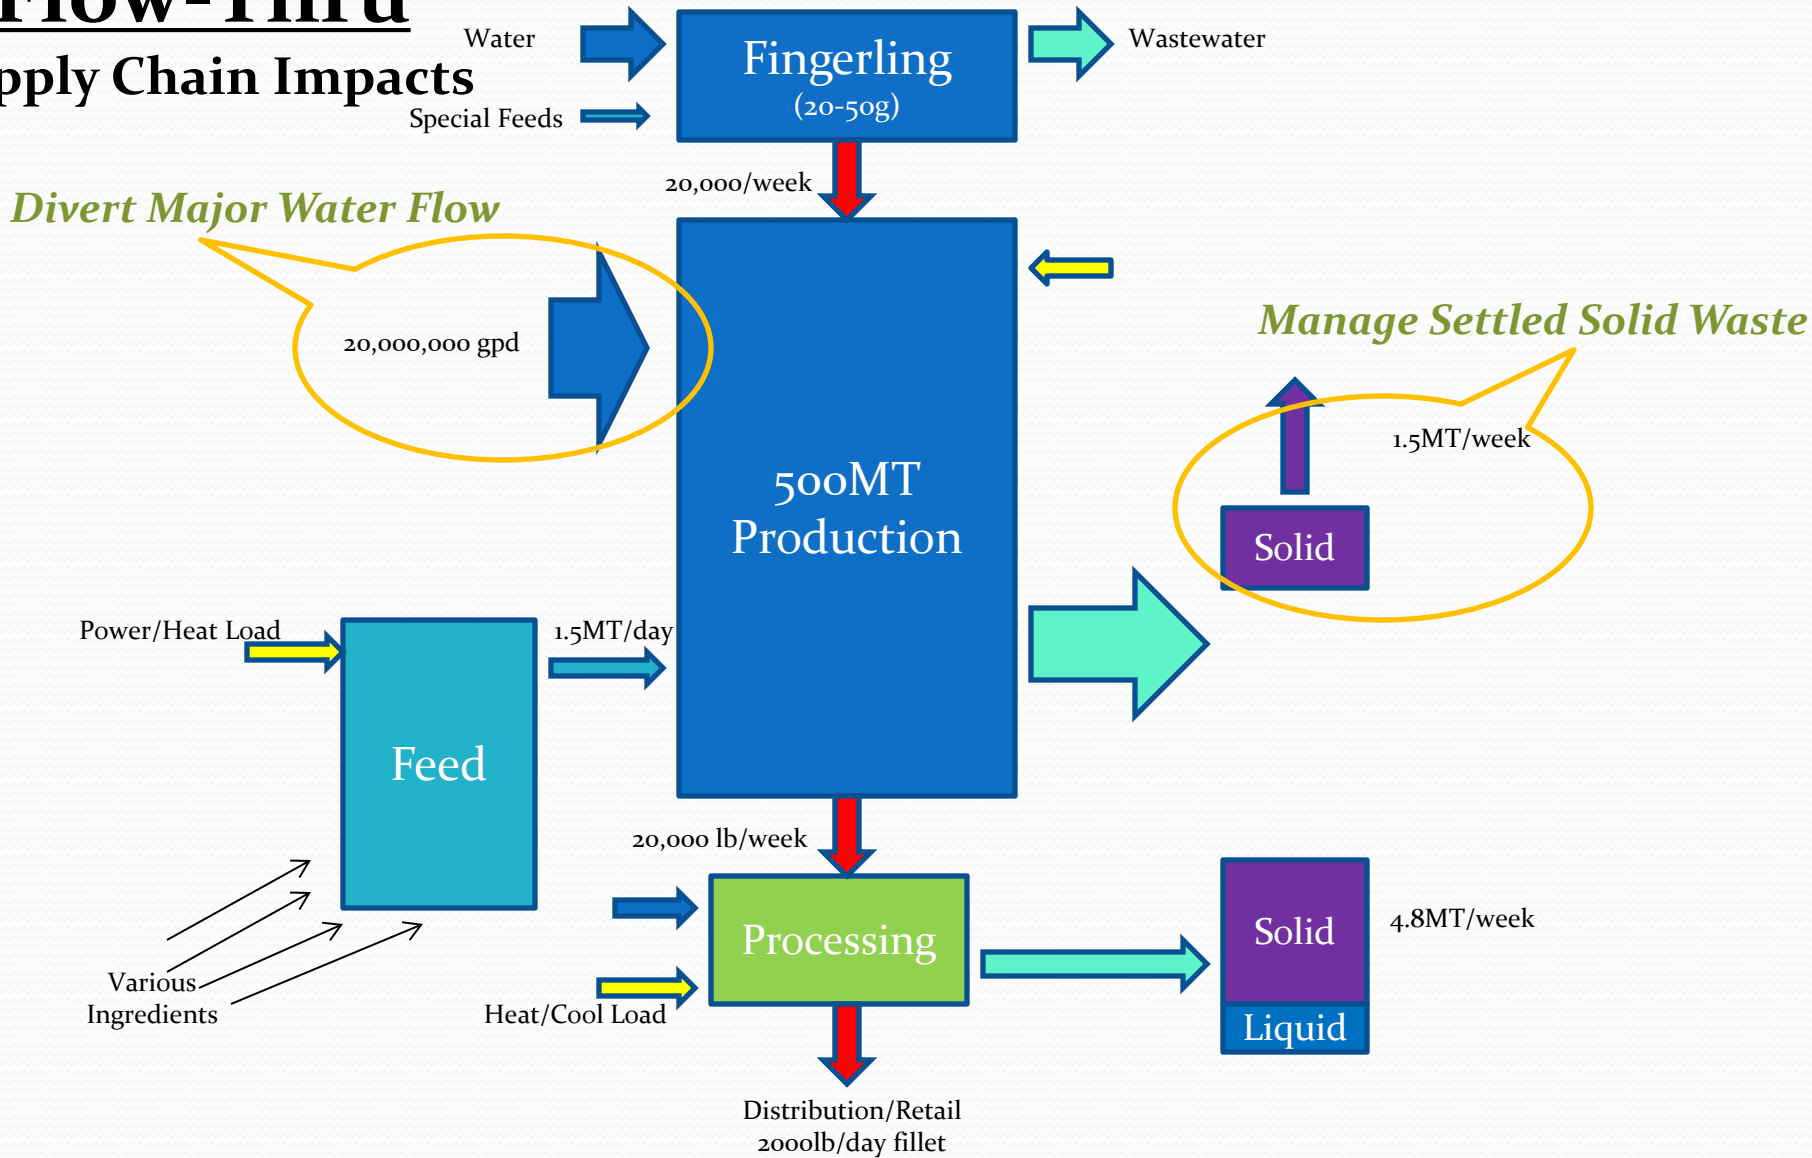 Flow-Thru
pply Chain Impacts
Water
Fingerling
(20-50g)
Wastewater
Special Feeds
20,000/week
Divert Major Water Flow
20,000,000 gpd
Manage Settled Solid Waste
1.5MT/week
500MT
Production
Solid
Power/Heat Load
1.5MT/day
Feed
20,000 lb/week
Processing
Solid
4.8MT/week
Various
Ingredients
Heat/Cool Load
Liquid
Distribution/Retail
2000lb/day fillet